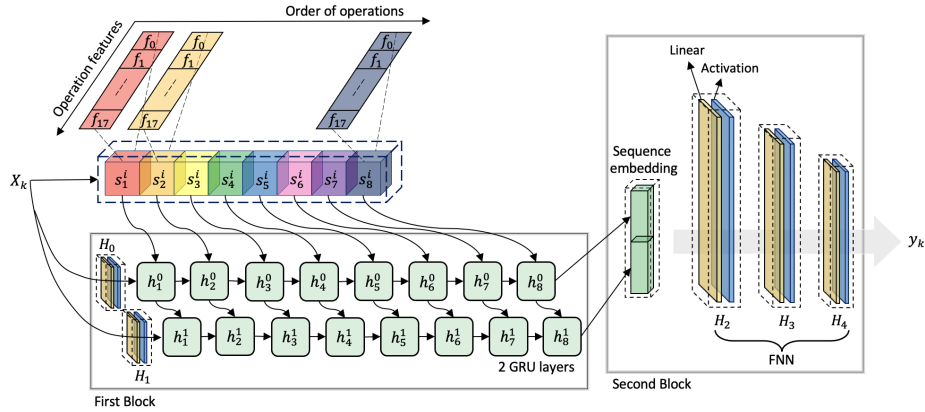 Order of operations
Operation features
f₀ f₀ f₀
f₁ f₁ f₁
f₁₇ f₁₇ f₁₇
Linear
Activation
Sequence
embedding
Xₖ
s₁ⁱ s₂ⁱ s₃ⁱ s₄ⁱ s₅ⁱ s₆ⁱ s₇ⁱ s₈ⁱ
H₀
h₁⁰ h₂⁰ h₃⁰ h₄⁰ h₅⁰ h₆⁰ h₇⁰ h₈⁰
h₁¹ h₂¹ h₃¹ h₄¹ h₅¹ h₆¹ h₇¹ h₈¹
H₁
2 GRU layers
First Block
yₖ
H₂ H₃ H₄
FNN
Second Block